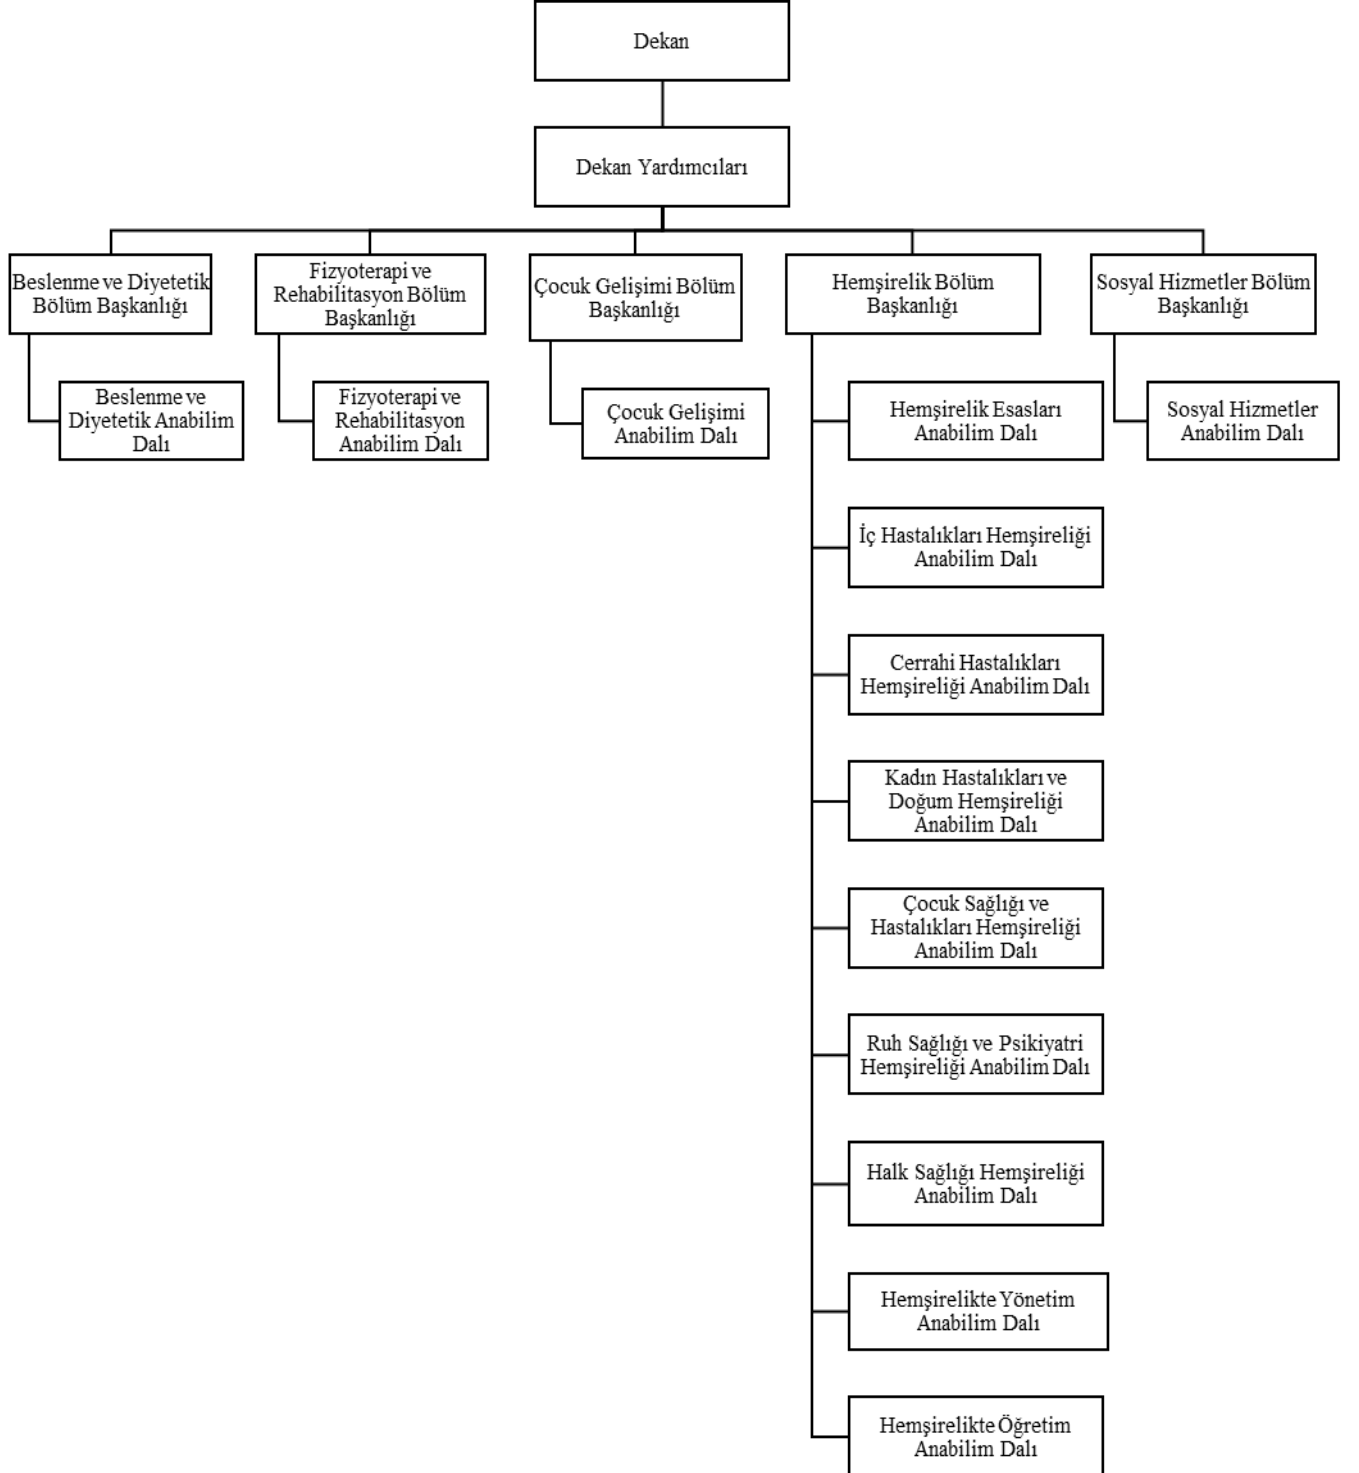 Dekan
Dekan Yardımcıları
Beslenme ve Diyetetik
Bölüm Başkanlığı
Fizyoterapi ve
Rehabilitasyon Bölüm
Başkanlığı
Çocuk Gelişimi Bölüm
Başkanlığı
Hemşirelik Bölüm
Başkanlığı
Sosyal Hizmetler Bölüm
Başkanlığı
Beslenme ve
Diyetetik Anabilim
Dalı
Fizyoterapi ve
Rehabilitasyon
Anabilim Dalı
Çocuk Gelişimi
Anabilim Dalı
Hemşirelik Esasları
Anabilim Dalı
Sosyal Hizmetler
Anabilim Dalı
İç Hastalıkları Hemşireliği
Anabilim Dalı
Cerrahi Hastalıkları
Hemşireliği Anabilim Dalı
Kadın Hastalıkları ve
Doğum Hemşireliği
Anabilim Dalı
Çocuk Sağlığı ve
Hastalıkları Hemşireliği
Anabilim Dalı
Ruh Sağlığı ve Psikiyatri
Hemşireliği Anabilim Dalı
Halk Sağlığı Hemşireliği
Anabilim Dalı
Hemşirelikte Yönetim
Anabilim Dalı
Hemşirelikte Öğretim
Anabilim Dalı